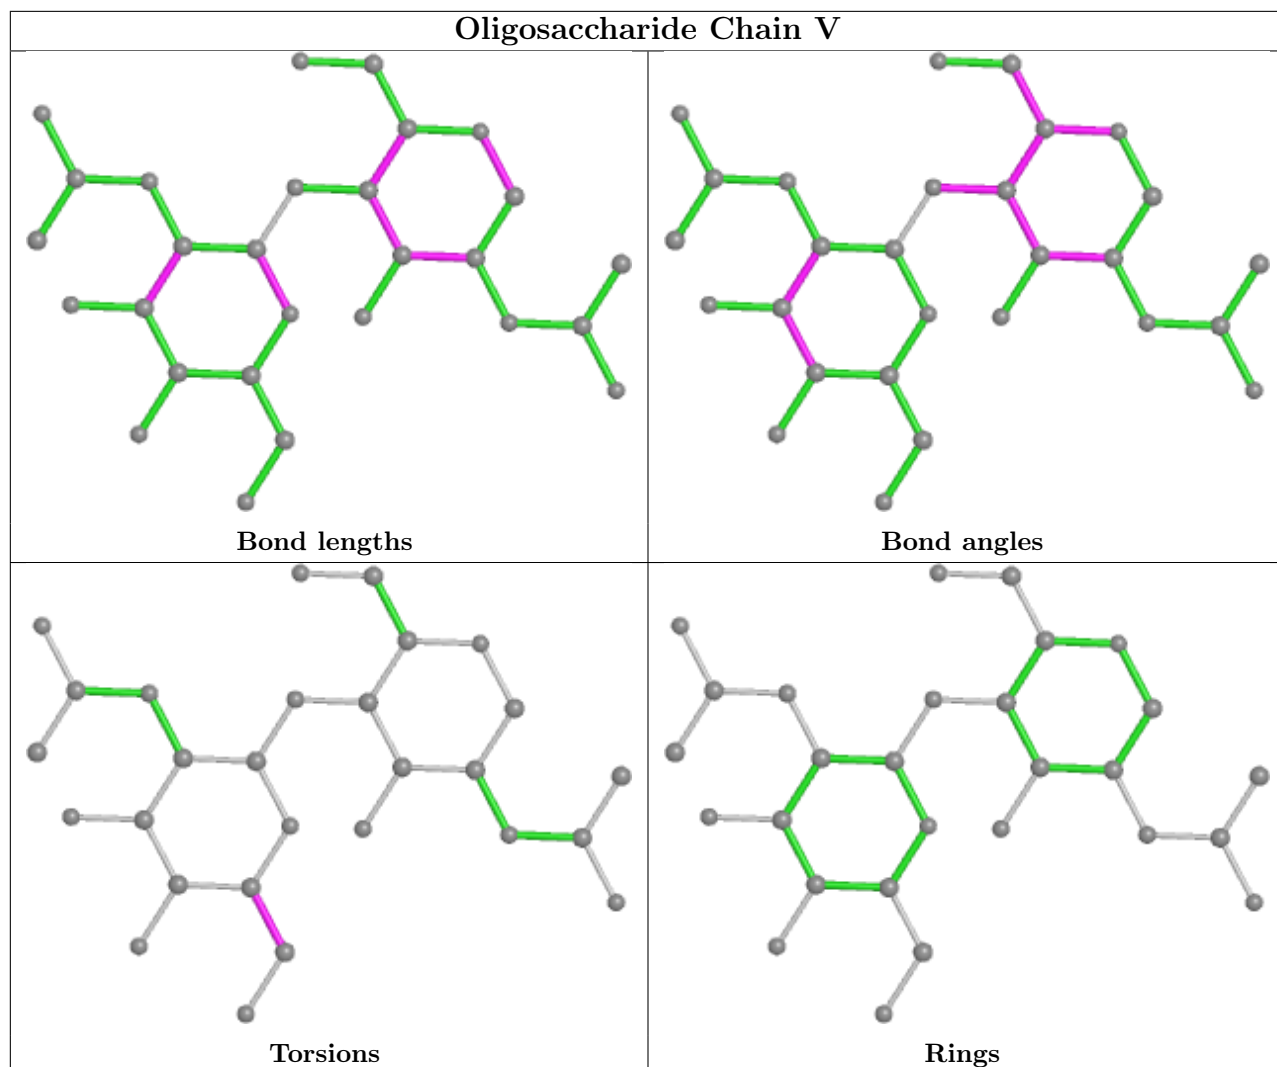 Oligosaccharide Chain V
Bond lengths
Bond angles
Torsions
Rings